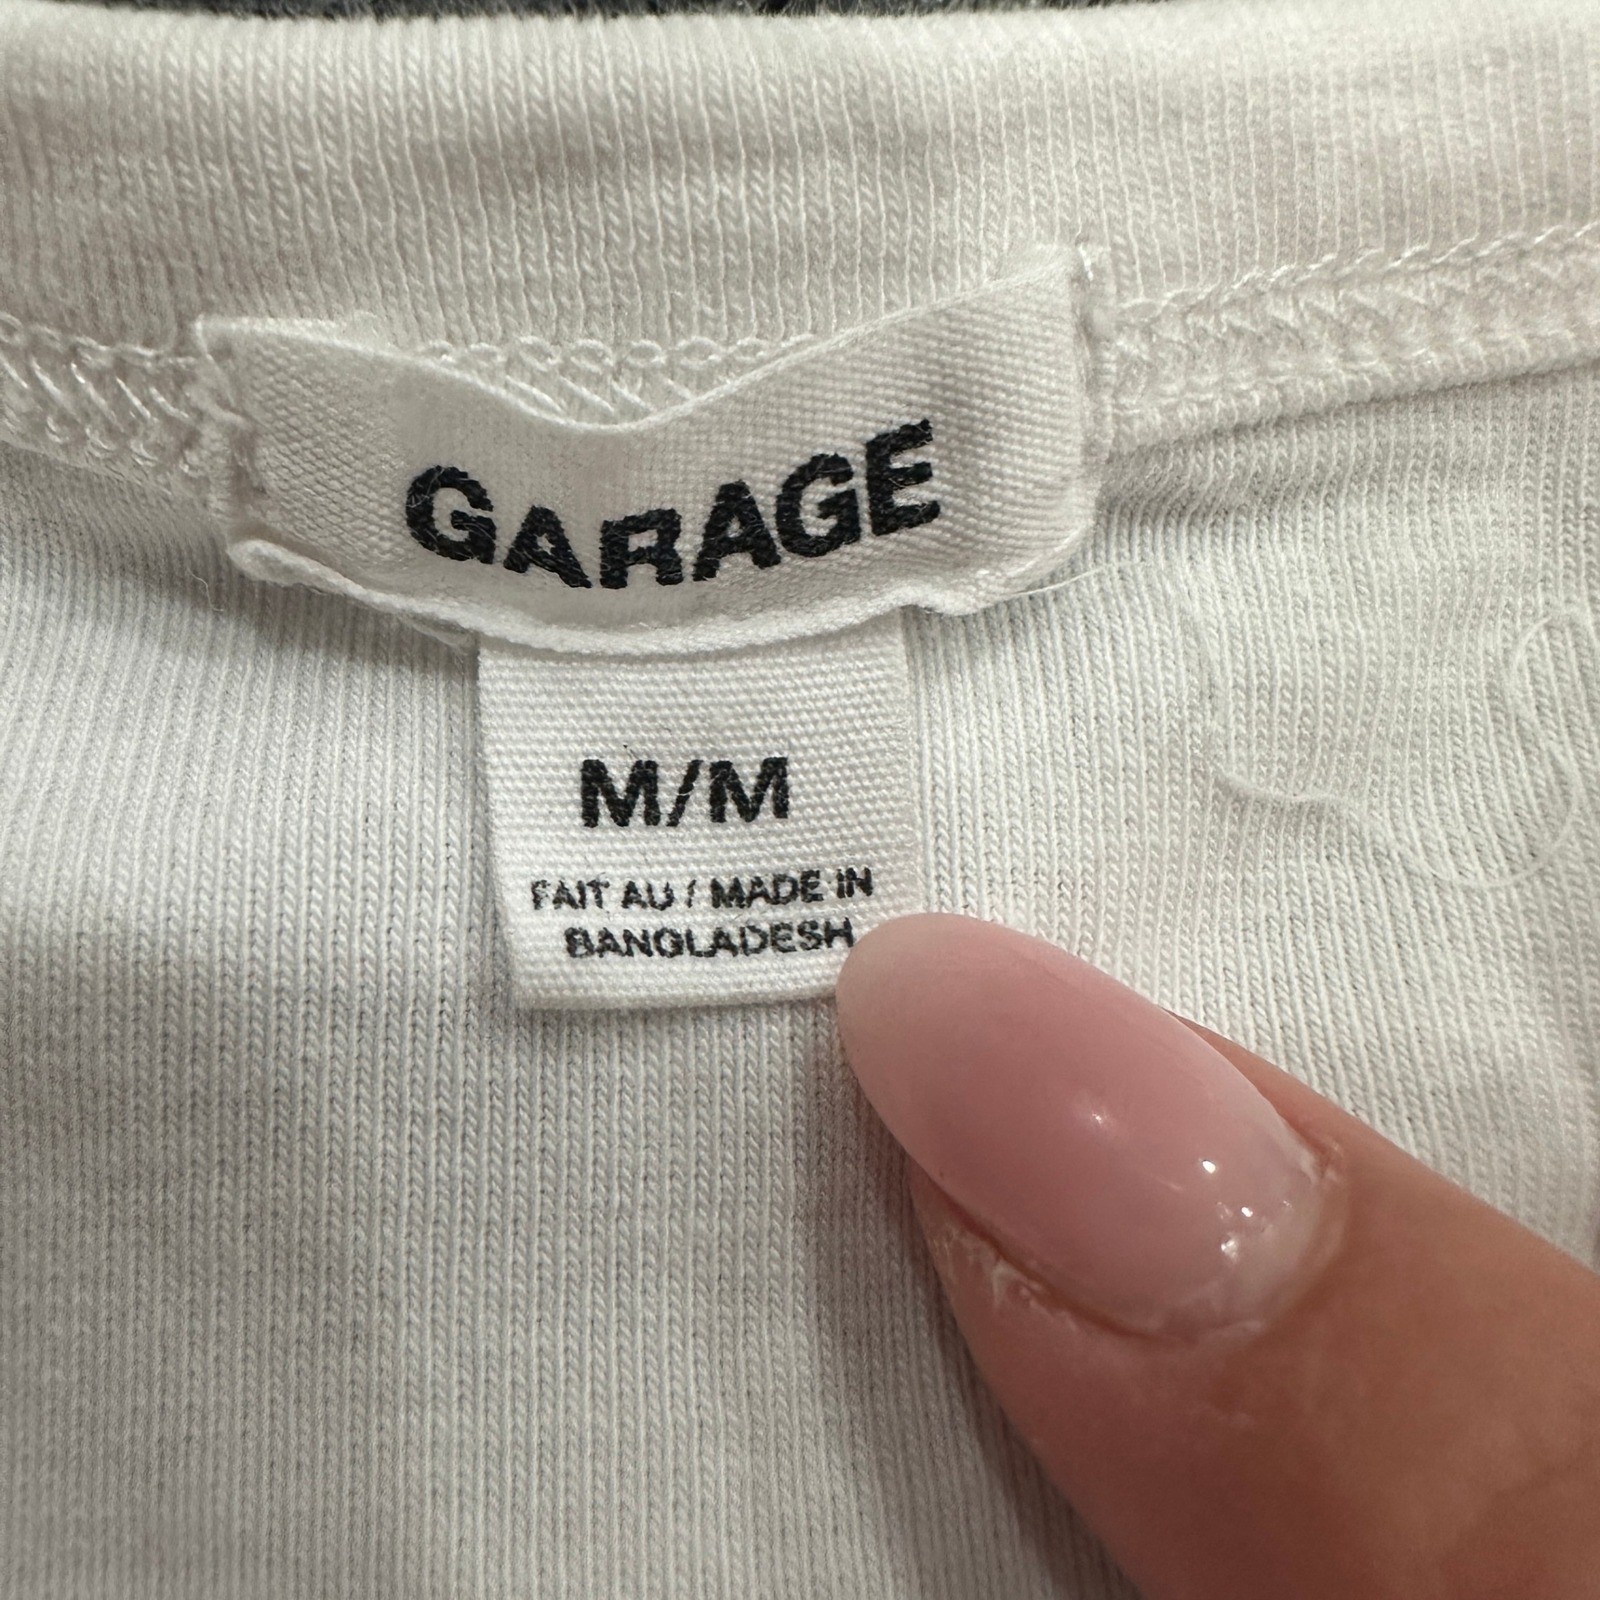 GARAGE
M/M
FAIT AU / MADE IN
BANGLADESH